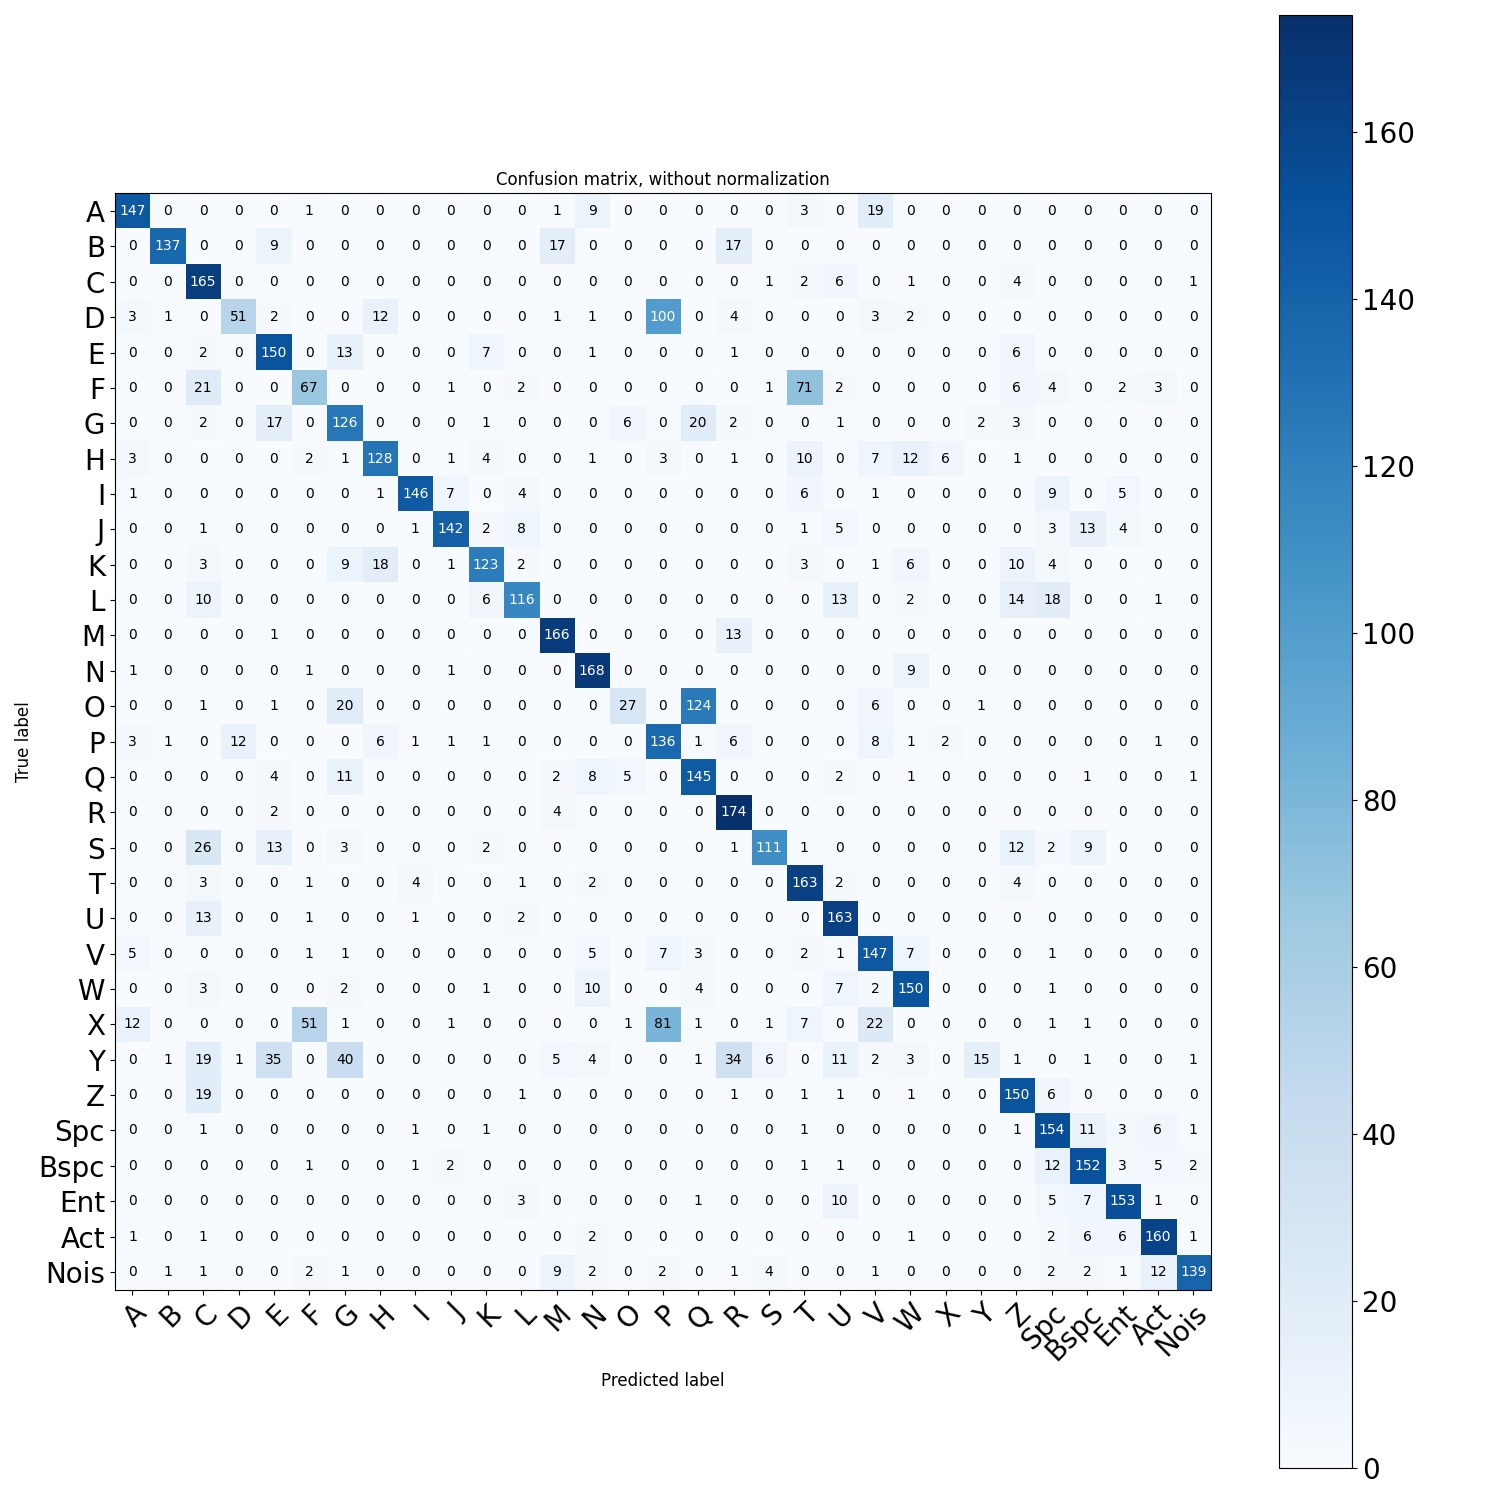 Confusion matrix, without normalization
A 147 0 0 0 0 1 0 0 0 0 0 0 1 9 0 0 0 0 0 3 0 19 0 0 0 0 0 0 0 0 0
B 0 137 0 0 9 0 0 0 0 0 0 0 17 0 0 0 0 17 0 0 0 0 0 0 0 0 0 0 0 0 0
C 0 0 165 0 0 0 0 0 0 0 0 0 0 0 0 0 0 0 1 2 6 0 1 0 0 4 0 0 0 0 1
D 3 1 0 51 2 0 0 12 0 0 0 0 1 1 0 100 0 4 0 0 0 3 2 0 0 0 0 0 0 0 0
E 0 0 2 0 150 0 13 0 0 0 7 0 0 1 0 0 0 1 0 0 0 0 0 0 0 6 0 0 0 0 0
F 0 0 21 0 0 67 0 0 0 1 0 2 0 0 0 0 0 0 1 71 2 0 0 0 0 6 4 0 2 3 0
G 0 0 2 0 17 0 126 0 0 0 1 0 0 0 6 0 20 2 0 0 1 0 0 0 2 3 0 0 0 0 0
H 3 0 0 0 0 2 1 128 0 1 4 0 0 1 0 3 0 1 0 10 0 7 12 6 0 1 0 0 0 0 0
I 1 0 0 0 0 0 0 1 146 7 0 4 0 0 0 0 0 0 0 6 0 1 0 0 0 0 9 0 5 0 0
J 0 0 1 0 0 0 0 0 1 142 2 8 0 0 0 0 0 0 0 1 5 0 0 0 0 0 3 13 4 0 0
K 0 0 3 0 0 0 9 18 0 1 123 2 0 0 0 0 0 0 0 3 0 1 6 0 0 10 4 0 0 0 0
L 0 0 10 0 0 0 0 0 0 0 6 116 0 0 0 0 0 0 0 0 13 0 2 0 0 14 18 0 0 1 0
M 0 0 0 0 1 0 0 0 0 0 0 0 166 0 0 0 0 13 0 0 0 0 0 0 0 0 0 0 0 0 0
N 1 0 0 0 0 1 0 0 0 1 0 0 0 168 0 0 0 0 0 0 0 0 9 0 0 0 0 0 0 0 0
O 0 0 1 0 1 0 20 0 0 0 0 0 0 0 27 0 124 0 0 0 0 6 0 0 1 0 0 0 0 0 0
P 3 1 0 12 0 0 0 6 1 1 1 0 0 0 0 136 1 6 0 0 0 8 1 2 0 0 0 0 0 1 0
Q 0 0 0 0 4 0 11 0 0 0 0 0 2 8 5 0 145 0 0 0 2 0 1 0 0 0 0 1 0 0 1
R 0 0 0 0 2 0 0 0 0 0 0 0 4 0 0 0 0 174 0 0 0 0 0 0 0 0 0 0 0 0 0
S 0 0 26 0 13 0 3 0 0 0 2 0 0 0 0 0 0 1 111 1 0 0 0 0 0 12 2 9 0 0 0
T 0 0 3 0 0 1 0 0 4 0 0 1 0 2 0 0 0 0 0 163 2 0 0 0 0 4 0 0 0 0 0
U 0 0 13 0 0 1 0 0 1 0 0 2 0 0 0 0 0 0 0 0 163 0 0 0 0 0 0 0 0 0 0
V 5 0 0 0 0 1 1 0 0 0 0 0 0 5 0 7 3 0 0 2 1 147 7 0 0 0 1 0 0 0 0
W 0 0 3 0 0 0 2 0 0 0 1 0 0 10 0 0 4 0 0 0 7 2 150 0 0 0 1 0 0 0 0
X 12 0 0 0 0 51 1 0 0 1 0 0 0 0 1 81 1 0 1 7 0 22 0 0 0 0 1 1 0 0 0
Y 0 1 19 1 35 0 40 0 0 0 0 0 5 4 0 0 1 34 6 0 11 2 3 0 15 1 0 1 0 0 1
Z 0 0 19 0 0 0 0 0 0 0 0 1 0 0 0 0 0 1 0 1 1 0 1 0 0 150 6 0 0 0 0
Spc 0 0 1 0 0 0 0 0 1 0 1 0 0 0 0 0 0 0 0 1 0 0 0 0 0 1 154 11 3 6 1
Bspc 0 0 0 0 0 1 0 0 1 2 0 0 0 0 0 0 0 0 0 1 1 0 0 0 0 0 12 152 3 5 2
Ent 0 0 0 0 0 0 0 0 0 0 0 3 0 0 0 0 1 0 0 0 10 0 0 0 0 0 5 7 153 1 0
Act 1 0 1 0 0 0 0 0 0 0 0 0 0 2 0 0 0 0 0 0 0 0 1 0 0 0 2 6 6 160 1
Nois 0 1 1 0 0 2 1 0 0 0 0 0 9 2 0 2 0 1 4 0 0 1 0 0 0 0 2 2 1 12 139
A B C D E F G H I J K L M N O P Q R S T U V W X Y Z Spc Bspc Ent Act Nois
Predicted label
True label
160
140
120
100
80
60
40
20
0